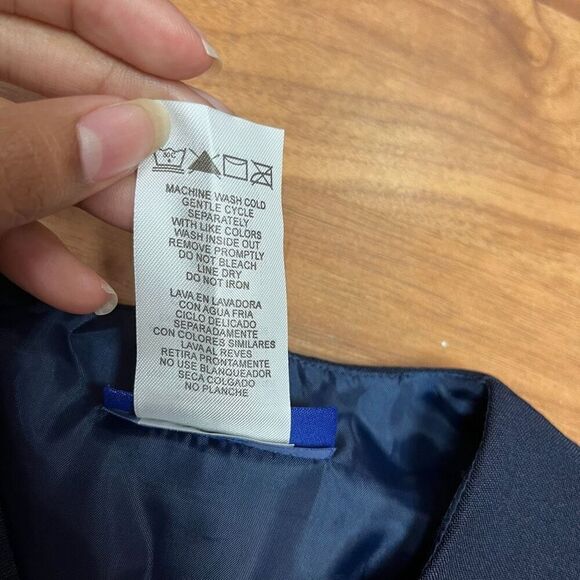 30C
MACHINE WASH COLD
GENTLE CYCLE
SEPARATELY
WITH LIKE COLORS
WASH INSIDE OUT
REMOVE PROMPTLY
DO NOT BLEACH
LINE DRY
DO NOT IRON
LAVA EN LAVADORA
CON AGUA FRIA
CICLO DELICADO
SEPARADAMENTE
CON COLORES SIMILARES
LAVA AL REVES
RETIRA PRONTAMENTE
NO USE BLANQUEADOR
SECA COLGADO
NO PLANCHE